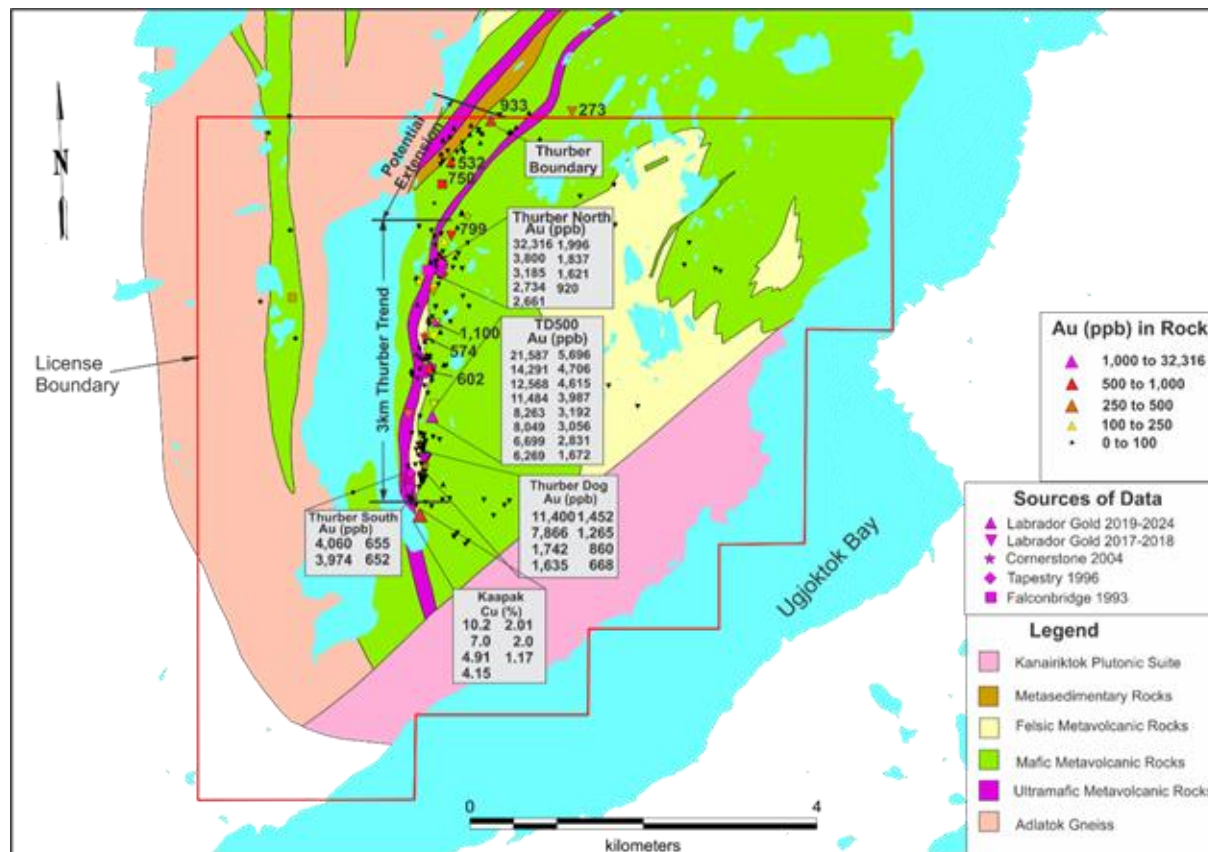 933
273
Potential
Extension
N
Thurber
Boundary
532
750
799
Thurber North
Au (ppb)
32,316 1,996
3,800 1,837
3,185 1,621
2,734 920
2,661
3km Thurber Trend
1,100
574
602
TD500
Au (ppb)
21,587 5,696
14,291 4,706
12,568 4,615
11,484 3,987
8,263 3,192
8,049 3,056
6,699 2,831
6,269 1,672
License
Boundary
Thurber South
Au (ppb)
4,060 655
3,974 652
Thurber Dog
Au (ppb)
11,400 1,452
7,866 1,265
1,742 860
1,635 668
Kaapak
Cu (%)
10.2 2.01
7.0 2.0
4.91 1.17
4.15
Ugjoktok Bay
Au (ppb) in Rock
1,000 to 32,316
500 to 1,000
250 to 500
100 to 250
0 to 100
Sources of Data
Labrador Gold 2019-2024
Labrador Gold 2017-2018
Cornerstone 2004
Tapestry 1996
Falconbridge 1993
Legend
Kanairiktok Plutonic Suite
Metasedimentary Rocks
Felsic Metavolcanic Rocks
Mafic Metavolcanic Rocks
Ultramafic Metavolcanic Rocks
Adlatok Gneiss
0 4
kilometers